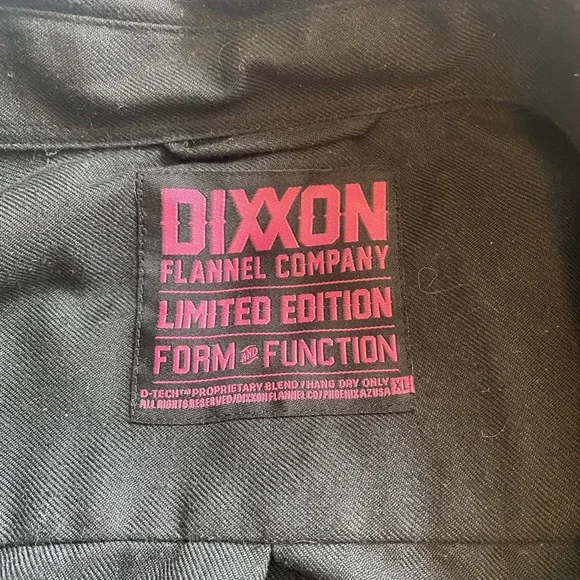 DIXXON
FLANNEL COMPANY
LIMITED EDITION
FORM AND FUNCTION
D-TECH™ PROPRIETARY BLEND / HANG DRY ONLY XL
ALL RIGHTS RESERVED/DIXXONFLANNEL.CO/PHOENIX AZ USA